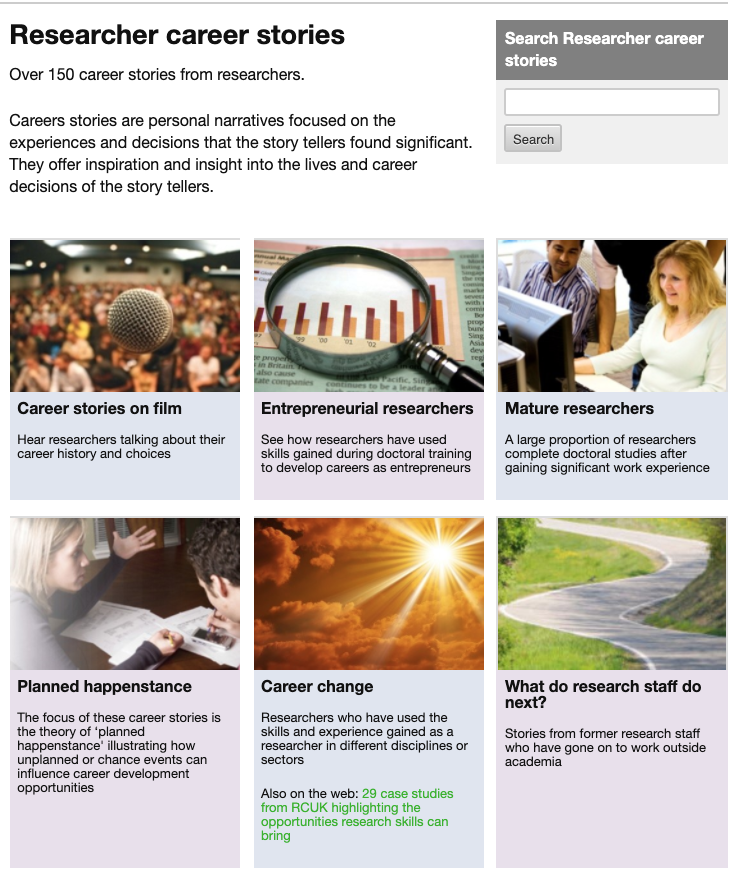 Researcher career stories
Over 150 career stories from researchers.
Careers stories are personal narratives focused on the
experiences and decisions that the story tellers found significant.
They offer inspiration and insight into the lives and career
decisions of the story tellers.
Search Researcher career
stories
Search
Career stories on film
Hear researchers talking about their
career history and choices
'99
'00
'01
'02
Entrepreneurial researchers
See how researchers have used
skills gained during doctoral training
to develop careers as entrepreneurs
Mature researchers
A large proportion of researchers
complete doctoral studies after
gaining significant work experience
Planned happenstance
The focus of these career stories is
the theory of 'planned
happenstance' illustrating how
unplanned or chance events can
influence career development
opportunities
Career change
Researchers who have used the
skills and experience gained as a
researcher in different disciplines or
sectors
Also on the web: 29 case studies
from RCUK highlighting the
opportunities research skills can
bring
What do research staff do
next?
Stories from former research staff
who have gone on to work outside
academia